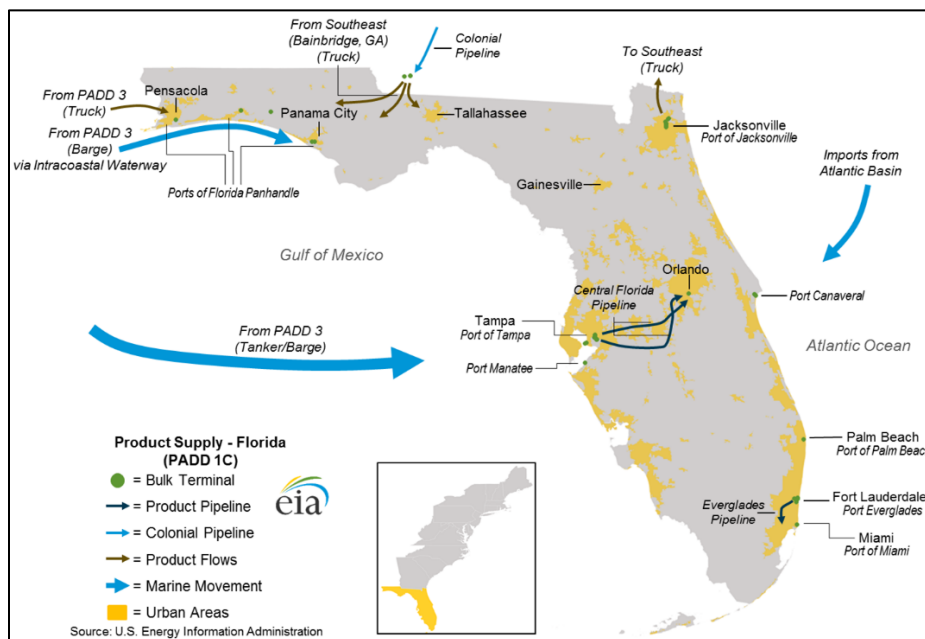 From Southeast
(Bainbridge, GA)
(Truck)
Colonial
Pipeline
To Southeast
(Truck)
From PADD 3
(Truck)
Pensacola
From PADD 3
(Barge)
via Intracoastal Waterway
Panama City
Tallahassee
Ports of Florida Panhandle
Jacksonville
Port of Jacksonville
Imports from
Atlantic Basin
Gainesville
Gulf of Mexico
Orlando
Central Florida
Pipeline
Port Canaveral
From PADD 3
(Tanker/Barge)
Tampa
Port of Tampa
Port Manatee
Atlantic Ocean
Product Supply - Florida
(PADD 1C)
= Bulk Terminal
= Product Pipeline
= Colonial Pipeline
= Product Flows
= Marine Movement
= Urban Areas
Source: U.S. Energy Information Administration
eia
Palm Beach
Port of Palm Beac
Everglades
Pipeline
Fort Lauderdale
Port Everglades
Miami
Port of Miami